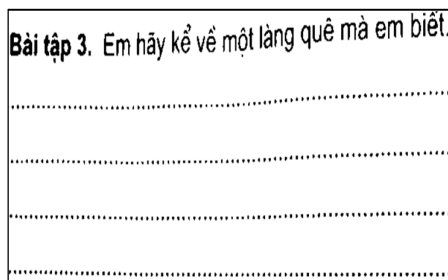 Bài tập 3. Em hãy kể về một làng quê mà em biết.